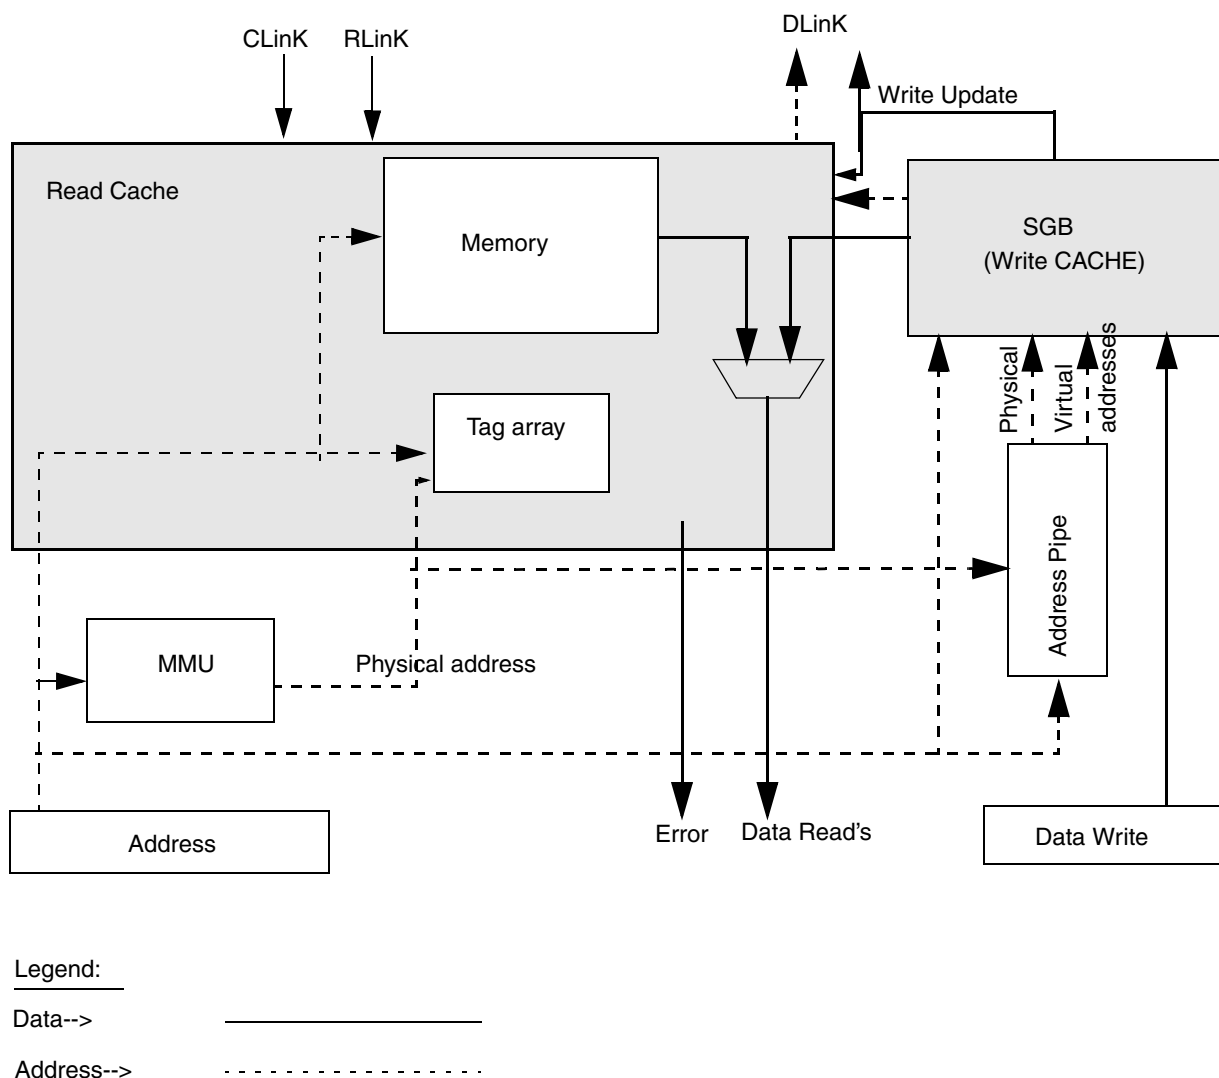 CLinK
RLinK
DLinK
Write Update
Read Cache
Memory
SGB
(Write CACHE)
Tag array
Physical
Virtual
addresses
Address Pipe
MMU
Physical address
Address
Error
Data Read's
Data Write
Legend:
Data-->
Address-->